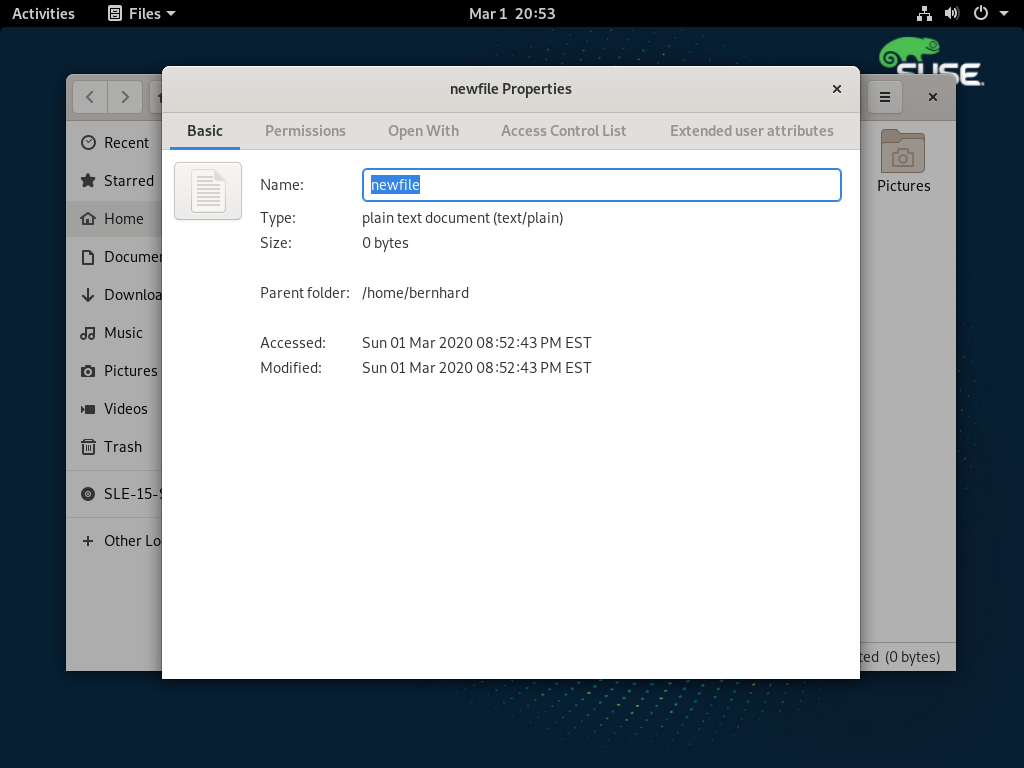 Activities Files Mar 1 20:53
SUSE
newfile Properties
Basic Permissions Open With Access Control List Extended user attributes
Recent
Starred
Home
Documen
Downloa
Music
Pictures
Videos
Trash
SLE-15-S
Other Lo
Name: newfile
Type: plain text document (text/plain)
Size: 0 bytes
Parent folder: /home/bernhard
Accessed: Sun 01 Mar 2020 08:52:43 PM EST
Modified: Sun 01 Mar 2020 08:52:43 PM EST
Pictures
ted (0 bytes)